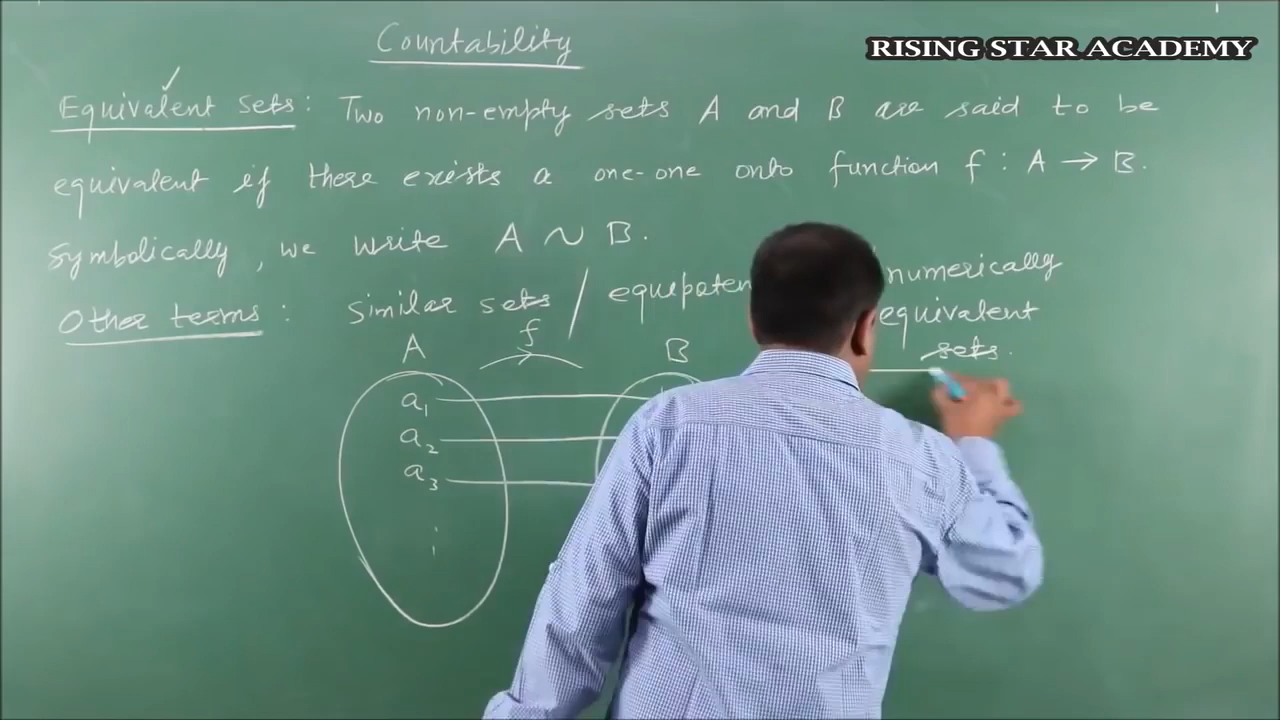 Countability
RISING STAR ACADEMY
Equivalent sets: Two non-empty sets A and B are said to be
equivalent if there exists a one-one onto function f : A → B.
Symbolically, we write A ~ B.
Other terms : Similar sets / equipoten numerically
equivalent
sets.
A f B
a1
a2
a3